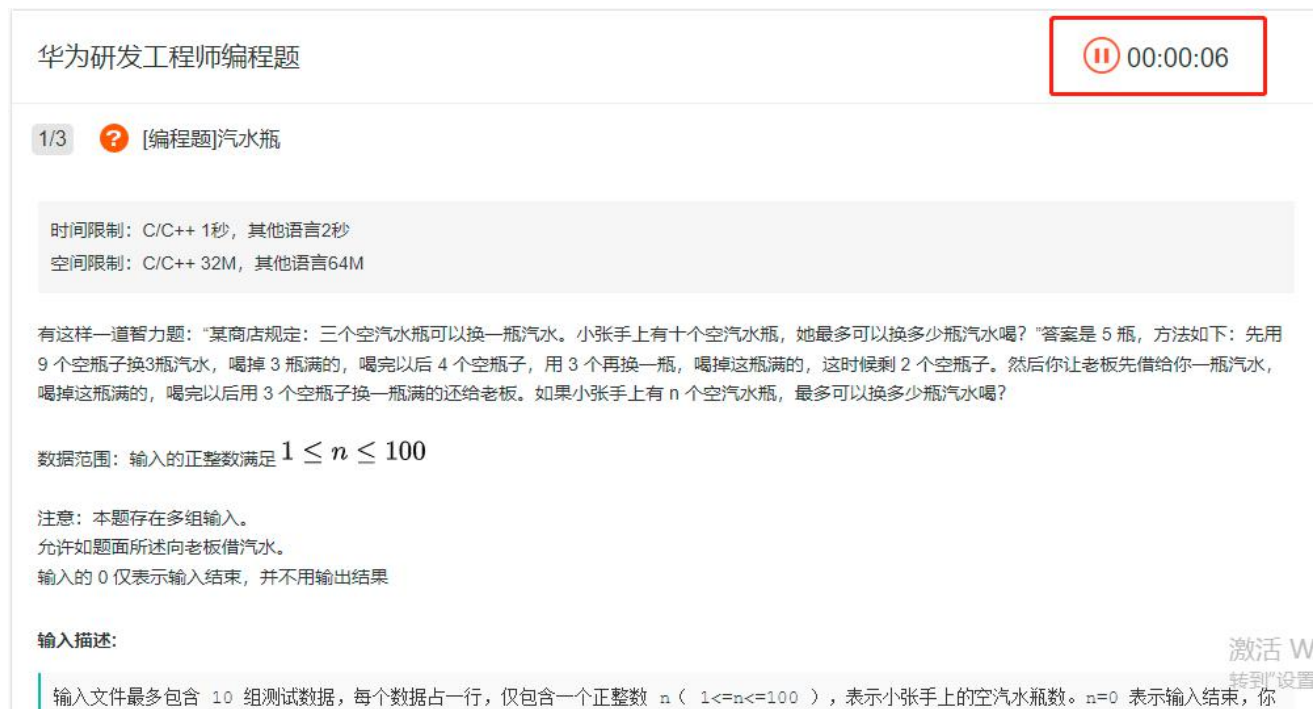 华为研发工程师编程题
00:00:06
1/3 ? [编程题]汽水瓶
时间限制：C/C++ 1秒，其他语言2秒
空间限制：C/C++ 32M，其他语言64M
有这样一道智力题：“某商店规定：三个空汽水瓶可以换一瓶汽水。小张手上有十个空汽水瓶，她最多可以换多少瓶汽水喝？”答案是 5 瓶，方法如下：先用
9 个空瓶子换3瓶汽水，喝掉 3 瓶满的，喝完以后 4 个空瓶子，用 3 个再换一瓶，喝掉这瓶满的，这时候剩 2 个空瓶子。然后你让老板先借给你一瓶汽水，
喝掉这瓶满的，喝完以后用 3 个空瓶子换一瓶满的还给老板。如果小张手上有 n 个空汽水瓶，最多可以换多少瓶汽水喝？
数据范围：输入的正整数满足 1 ≤ n ≤ 100
注意：本题存在多组输入。
允许如题面所述向老板借汽水。
输入的 0 仅表示输入结束，并不用输出结果
输入描述:
激活 W
转到"设置
输入文件最多包含 10 组测试数据，每个数据占一行，仅包含一个正整数 n（ 1<=n<=100 ），表示小张手上的空汽水瓶数。n=0 表示输入结束，你